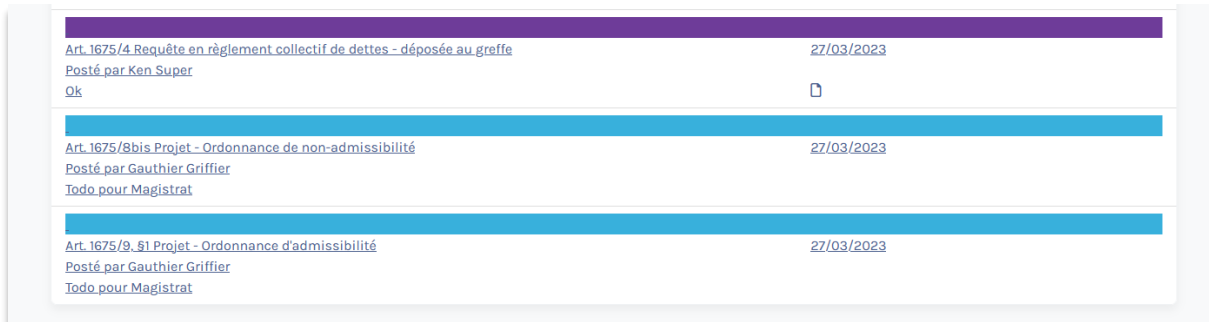 Art. 1675/4 Requête en règlement collectif de dettes - déposée au greffe 27/03/2023
Posté par Ken Super
Ok
Art. 1675/8bis Projet - Ordonnance de non-admissibilité 27/03/2023
Posté par Gauthier Griffier
Todo pour Magistrat
Art. 1675/9, §1 Projet - Ordonnance d'admissibilité 27/03/2023
Posté par Gauthier Griffier
Todo pour Magistrat